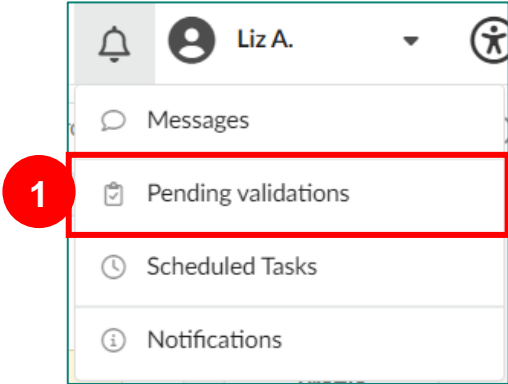 Liz A.
Messages
1
Pending validations
Scheduled Tasks
Notifications